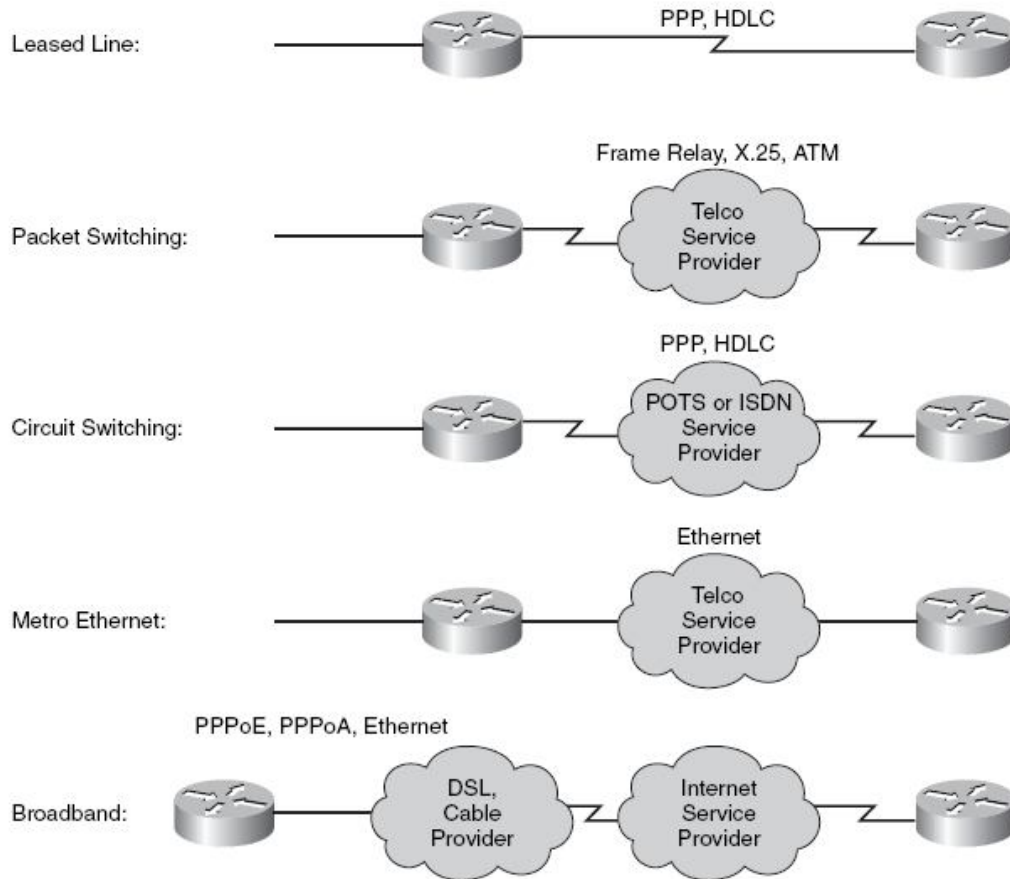 Leased Line:
PPP, HDLC
Frame Relay, X.25, ATM
Packet Switching:
Telco
Service
Provider
PPP, HDLC
Circuit Switching:
POTS or ISDN
Service
Provider
Ethernet
Metro Ethernet:
Telco
Service
Provider
PPPoE, PPPoA, Ethernet
Broadband:
DSL,
Cable
Provider
Internet
Service
Provider